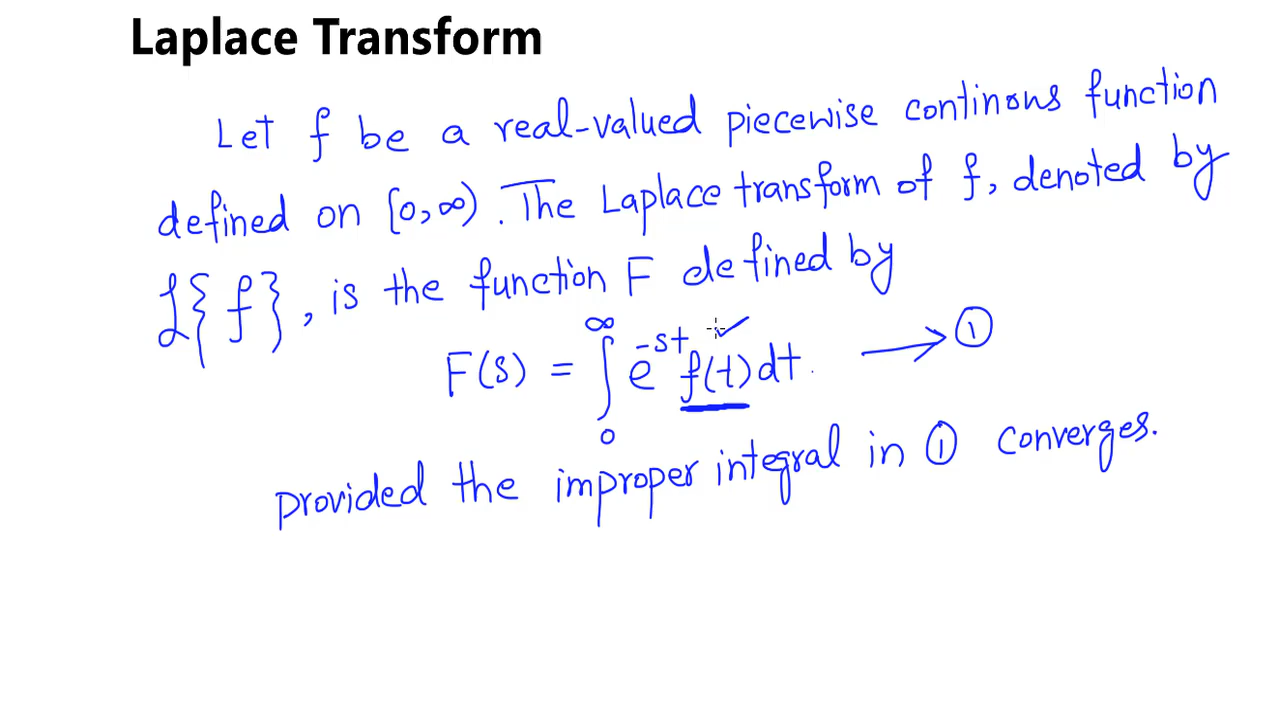 Laplace Transform
Let f be a real-valued piecewise continous function
defined on [0,∞). The Laplace transform of f, denoted by
ℒ{f}, is the function F defined by
F(s) = ∫₀^∞ e^{-st} f(t) dt. ⟶ ①
provided the improper integral in ① converges.